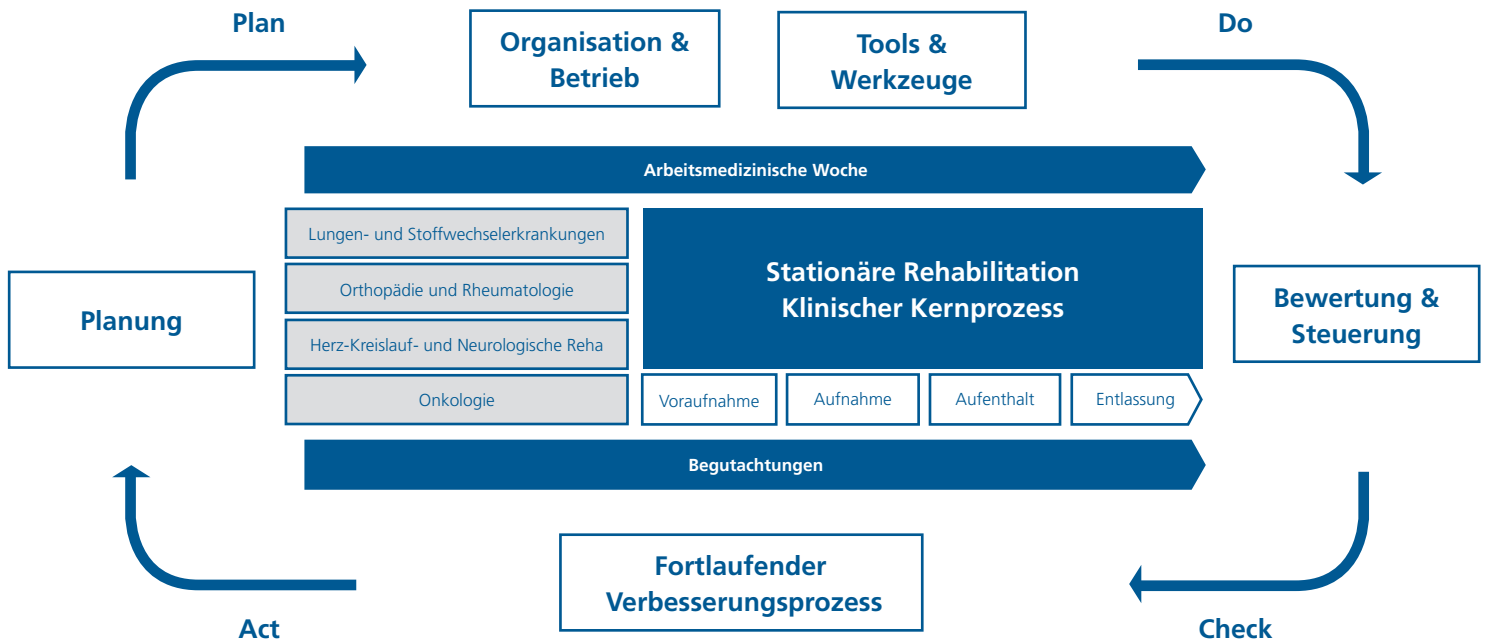 Plan
Organisation &
Betrieb
Tools &
Werkzeuge
Do
Arbeitsmedizinische Woche
Planung
Lungen- und Stoffwechselerkrankungen
Orthopädie und Rheumatologie
Herz-Kreislauf- und Neurologische Reha
Onkologie
Stationäre Rehabilitation
Klinischer Kernprozess
Voraufnahme
Aufnahme
Aufenthalt
Entlassung
Bewertung &
Steuerung
Begutachtungen
Fortlaufender
Verbesserungsprozess
Act
Check